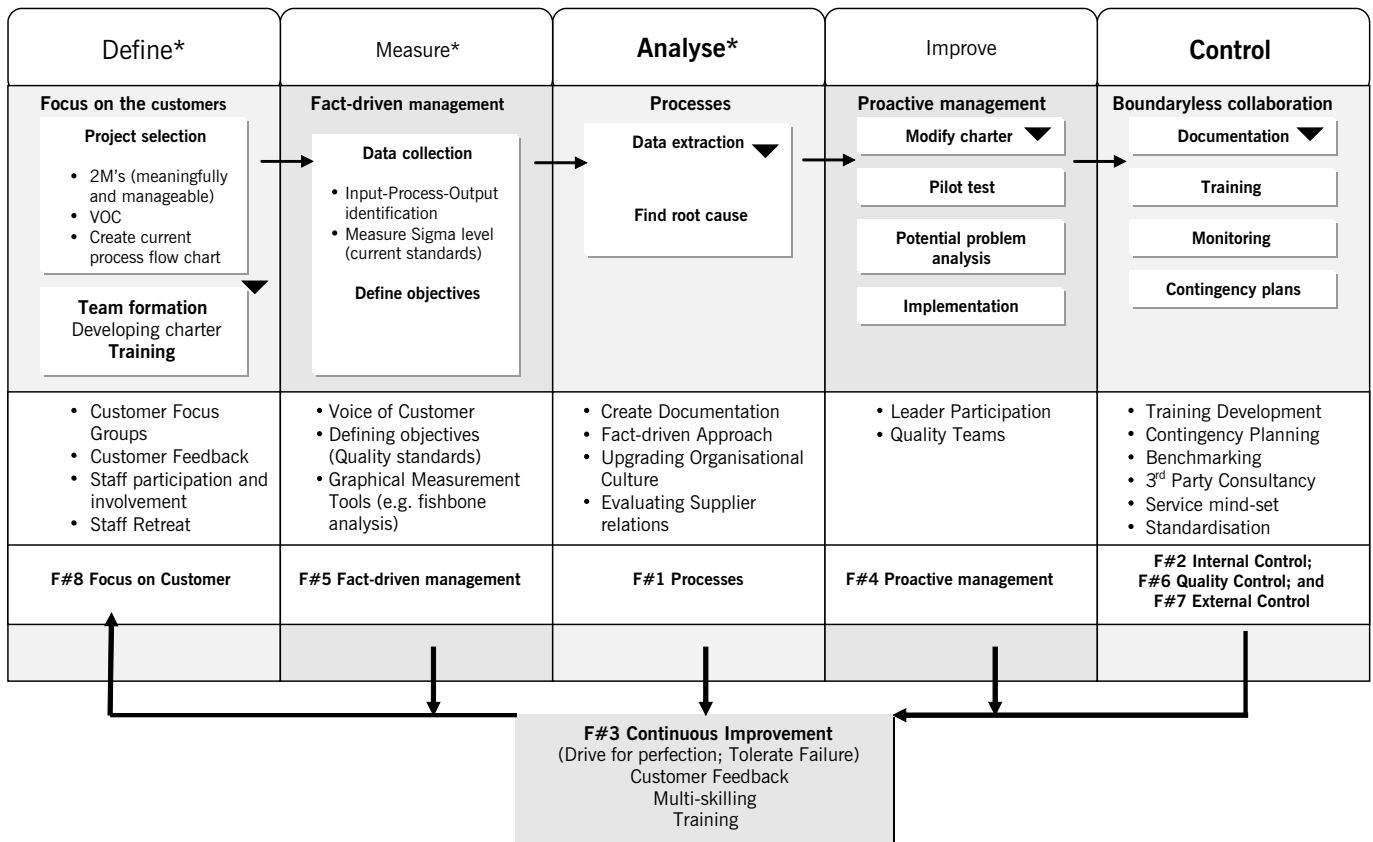 Define*
Measure*
Analyse*
Improve
Control
Focus on the customers
Project selection
• 2M's (meaningfully
and manageable)
• VOC
• Create current
process flow chart
Team formation
Developing charter
Training
Fact-driven management
Data collection
• Input-Process-Output
identification
• Measure Sigma level
(current standards)
Define objectives
Processes
Data extraction
Find root cause
Proactive management
Modify charter
Pilot test
Potential problem
analysis
Implementation
Boundaryless collaboration
Documentation
Training
Monitoring
Contingency plans
• Customer Focus
Groups
• Customer Feedback
• Staff participation and
involvement
• Staff Retreat
• Voice of Customer
• Defining objectives
(Quality standards)
• Graphical Measurement
Tools (e.g. fishbone
analysis)
• Create Documentation
• Fact-driven Approach
• Upgrading Organisational
Culture
• Evaluating Supplier
relations
• Leader Participation
• Quality Teams
• Training Development
• Contingency Planning
• Benchmarking
• 3rd Party Consultancy
• Service mind-set
• Standardisation
F#8 Focus on Customer
F#5 Fact-driven management
F#1 Processes
F#4 Proactive management
F#2 Internal Control;
F#6 Quality Control; and
F#7 External Control
F#3 Continuous Improvement
(Drive for perfection; Tolerate Failure)
Customer Feedback
Multi-skilling
Training